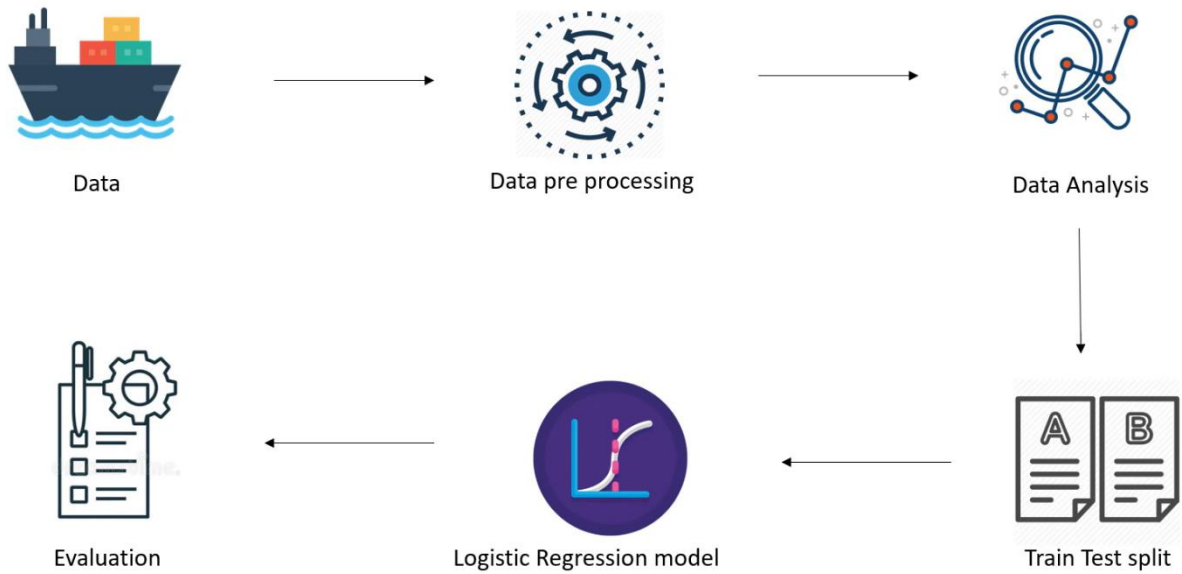 Data
Data pre processing
Data Analysis
A
B
Evaluation
Logistic Regression model
Train Test split